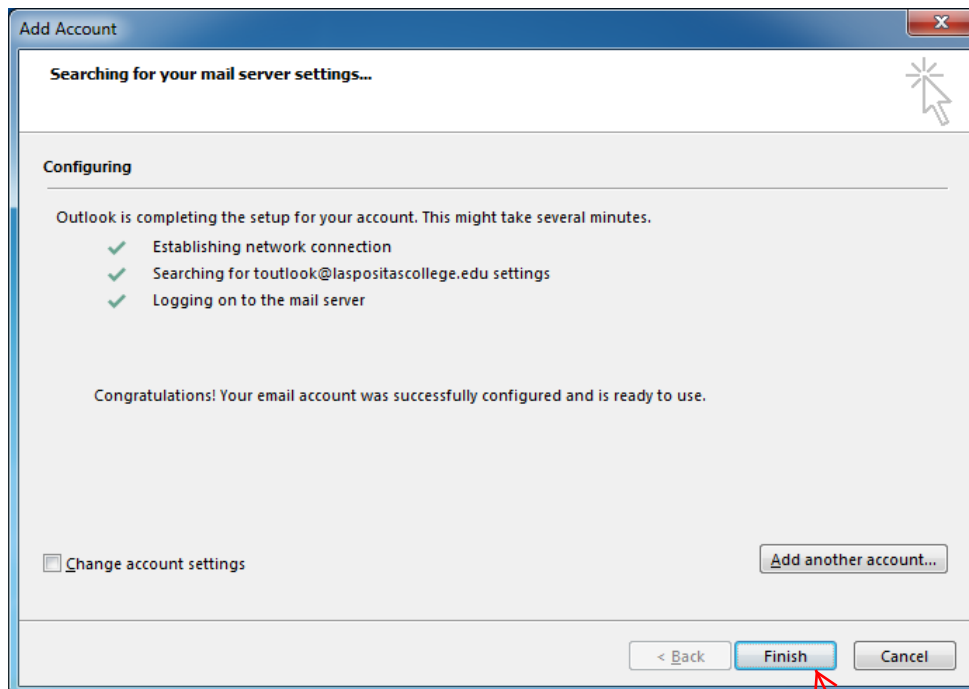 Add Account
Searching for your mail server settings...
Configuring
Outlook is completing the setup for your account. This might take several minutes.
Establishing network connection
Searching for toutlook@laspositascollege.edu settings
Logging on to the mail server
Congratulations! Your email account was successfully configured and is ready to use.
Change account settings
Add another account...
< Back
Finish
Cancel